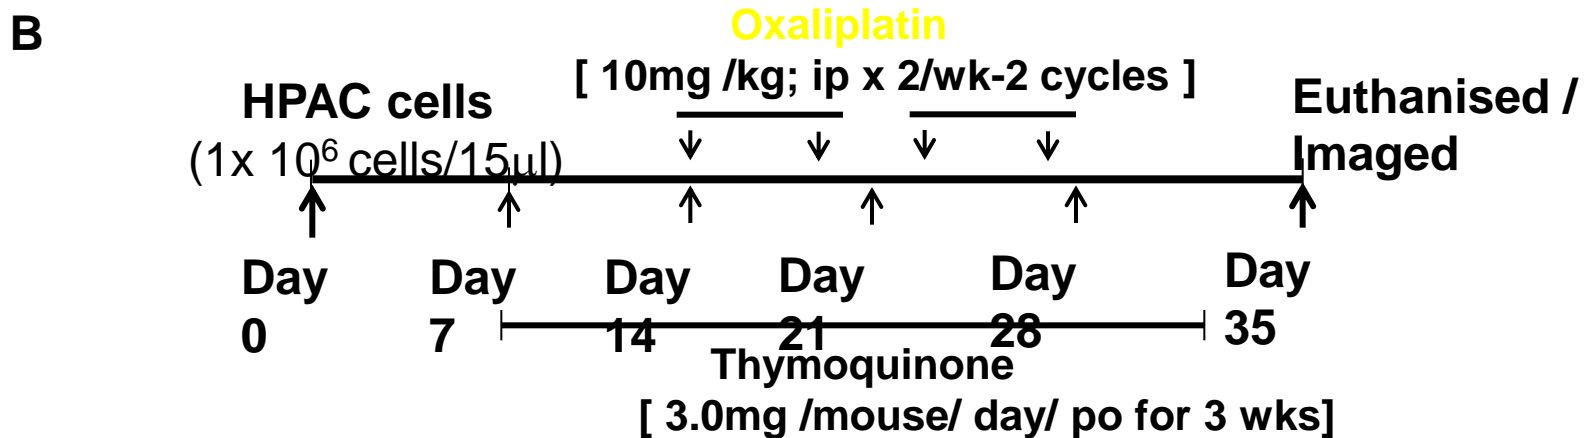 B
Oxaliplatin
[ 10mg /kg; ip x 2/wk-2 cycles ]
HPAC cells
(1x 10⁶ cells/15μl)
Euthanised /
Imaged
Day
0
Day
7
Day
14
Day
21
Day
28
Day
35
Thymoquinone
[ 3.0mg /mouse/ day/ po for 3 wks]